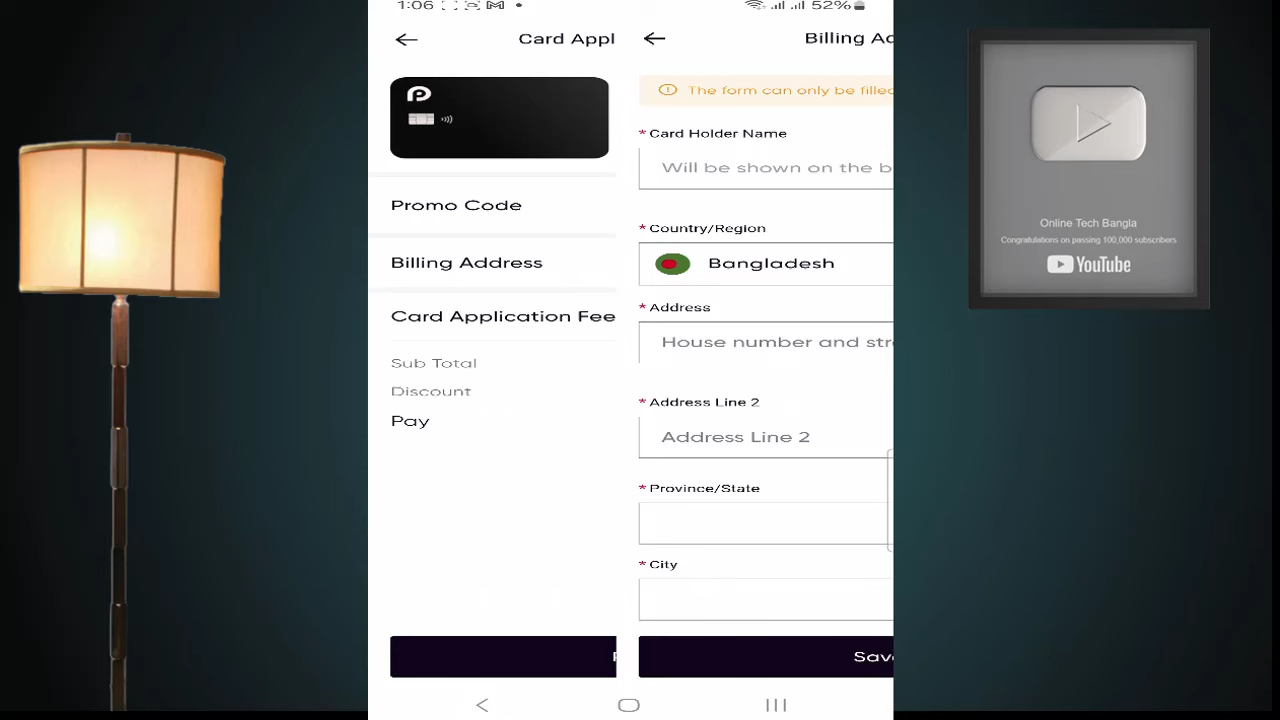 1:06
52%
Card Appl
Promo Code
Billing Address
Card Application Fee
Sub Total
Discount
Pay
Billing Ad
The form can only be fille
* Card Holder Name
Will be shown on the b
* Country/Region
Bangladesh
* Address
House number and str
* Address Line 2
Address Line 2
* Province/State
* City
Save
Online Tech Bangla
Congratulations on passing 100,000 subscribers
YouTube